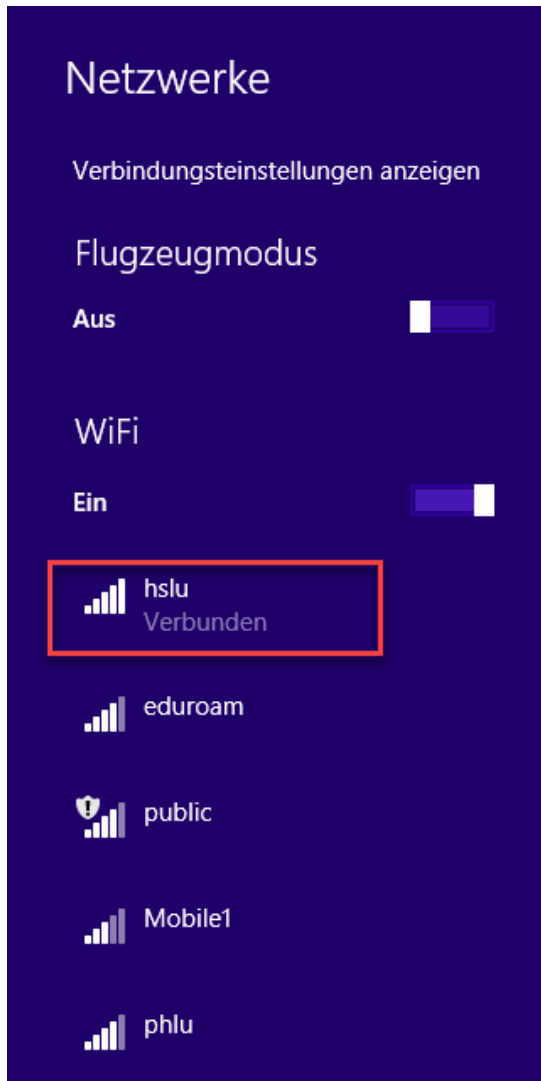 Netzwerke
Verbindungsteinstellungen anzeigen
Flugzeugmodus
Aus
WiFi
Ein
hslu
Verbunden
eduroam
public
Mobile1
phlu